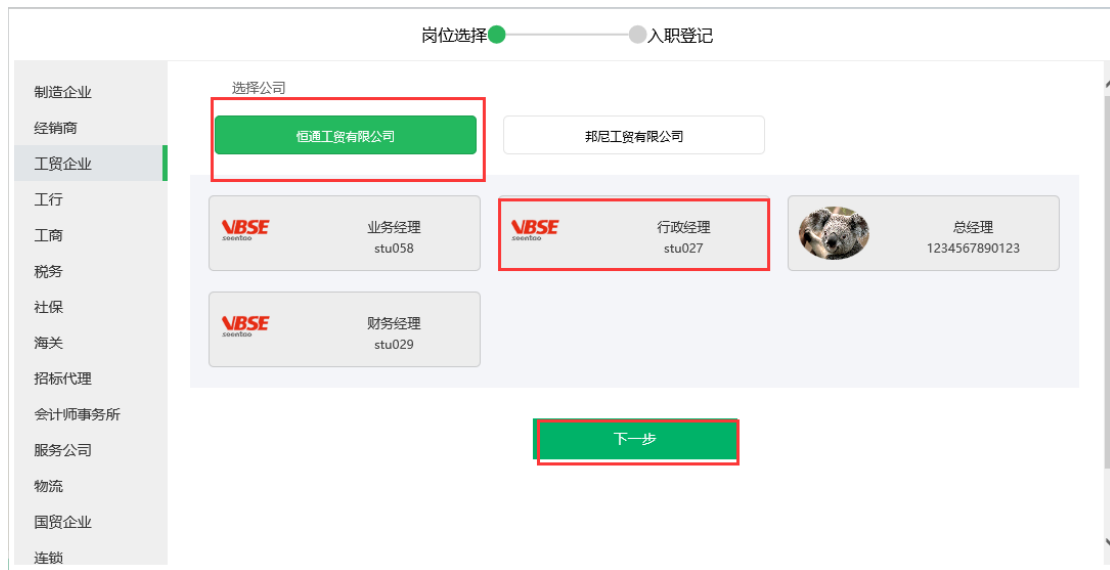 岗位选择
入职登记
制造企业
经销商
工贸企业
工行
工商
税务
社保
海关
招标代理
会计师事务所
服务公司
物流
国贸企业
连锁
选择公司
恒通工贸有限公司
邦尼工贸有限公司
VBSE
seentao
业务经理
stu058
VBSE
seentao
行政经理
stu027
总经理
1234567890123
VBSE
seentao
财务经理
stu029
下一步